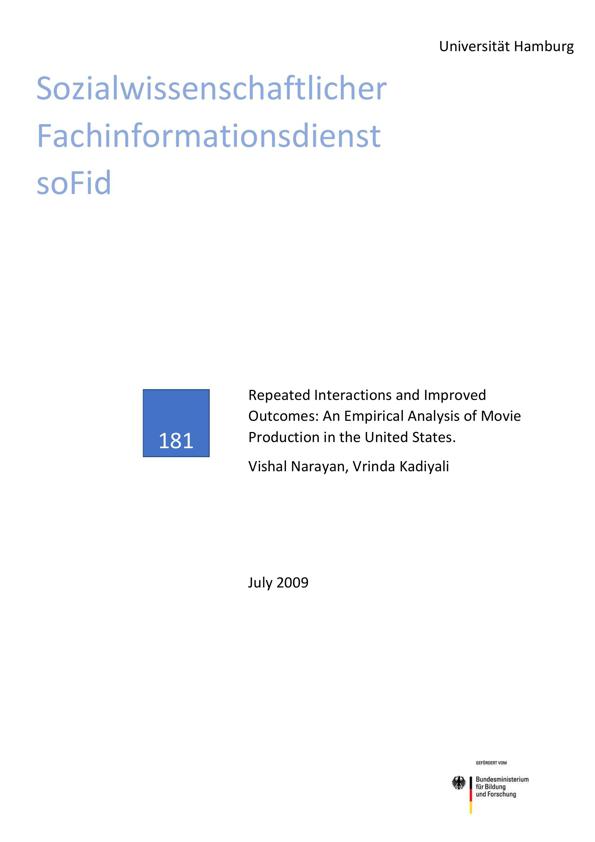 Universität Hamburg
Sozialwissenschaftlicher
Fachinformationsdienst
soFid
181
Repeated Interactions and Improved
Outcomes: An Empirical Analysis of Movie
Production in the United States.
Vishal Narayan, Vrinda Kadiyali
July 2009
GEFÖRDERT VOM
Bundesministerium
für Bildung
und Forschung